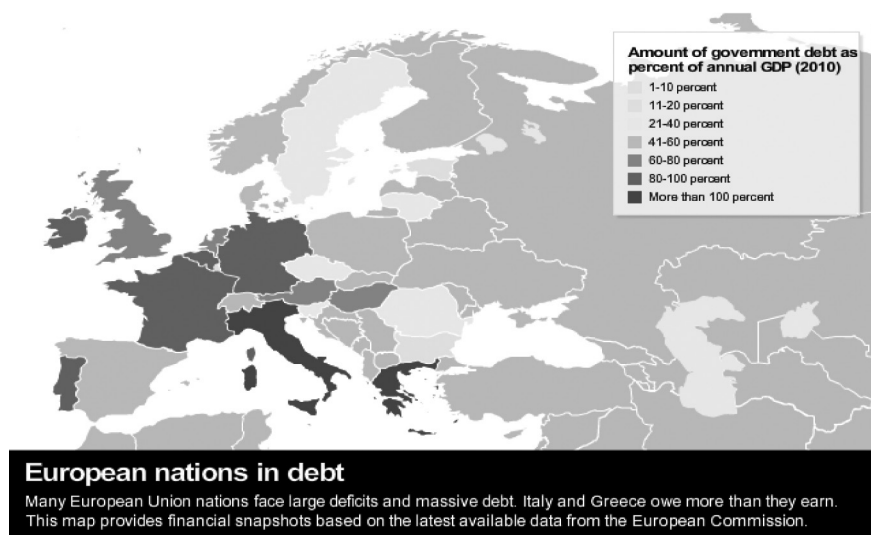 Amount of government debt as
percent of annual GDP (2010)
1-10 percent
11-20 percent
21-40 percent
41-60 percent
60-80 percent
80-100 percent
More than 100 percent
European nations in debt
Many European Union nations face large deficits and massive debt. Italy and Greece owe more than they earn.
This map provides financial snapshots based on the latest available data from the European Commission.